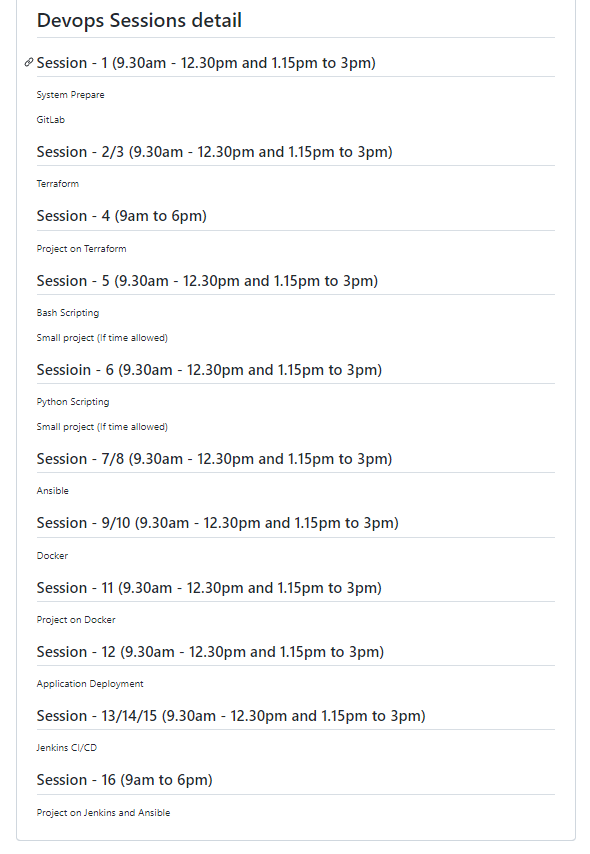 Devops Sessions detail
Session - 1 (9.30am - 12.30pm and 1.15pm to 3pm)
System Prepare
GitLab
Session - 2/3 (9.30am - 12.30pm and 1.15pm to 3pm)
Terraform
Session - 4 (9am to 6pm)
Project on Terraform
Session - 5 (9.30am - 12.30pm and 1.15pm to 3pm)
Bash Scripting
Small project (If time allowed)
Sessioin - 6 (9.30am - 12.30pm and 1.15pm to 3pm)
Python Scripting
Small project (If time allowed)
Session - 7/8 (9.30am - 12.30pm and 1.15pm to 3pm)
Ansible
Session - 9/10 (9.30am - 12.30pm and 1.15pm to 3pm)
Docker
Session - 11 (9.30am - 12.30pm and 1.15pm to 3pm)
Project on Docker
Session - 12 (9.30am - 12.30pm and 1.15pm to 3pm)
Application Deployment
Session - 13/14/15 (9.30am - 12.30pm and 1.15pm to 3pm)
Jenkins CI/CD
Session - 16 (9am to 6pm)
Project on Jenkins and Ansible